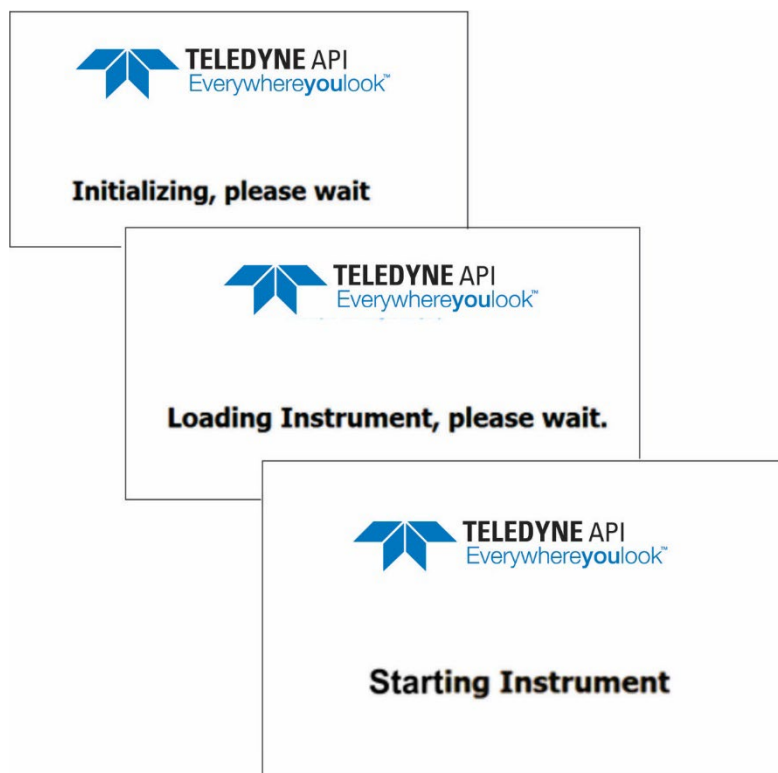 TELEDYNE API
Everywhereyoulook™
Initializing, please wait
TELEDYNE API
Everywhereyoulook™
Loading Instrument, please wait.
TELEDYNE API
Everywhereyoulook™
Starting Instrument